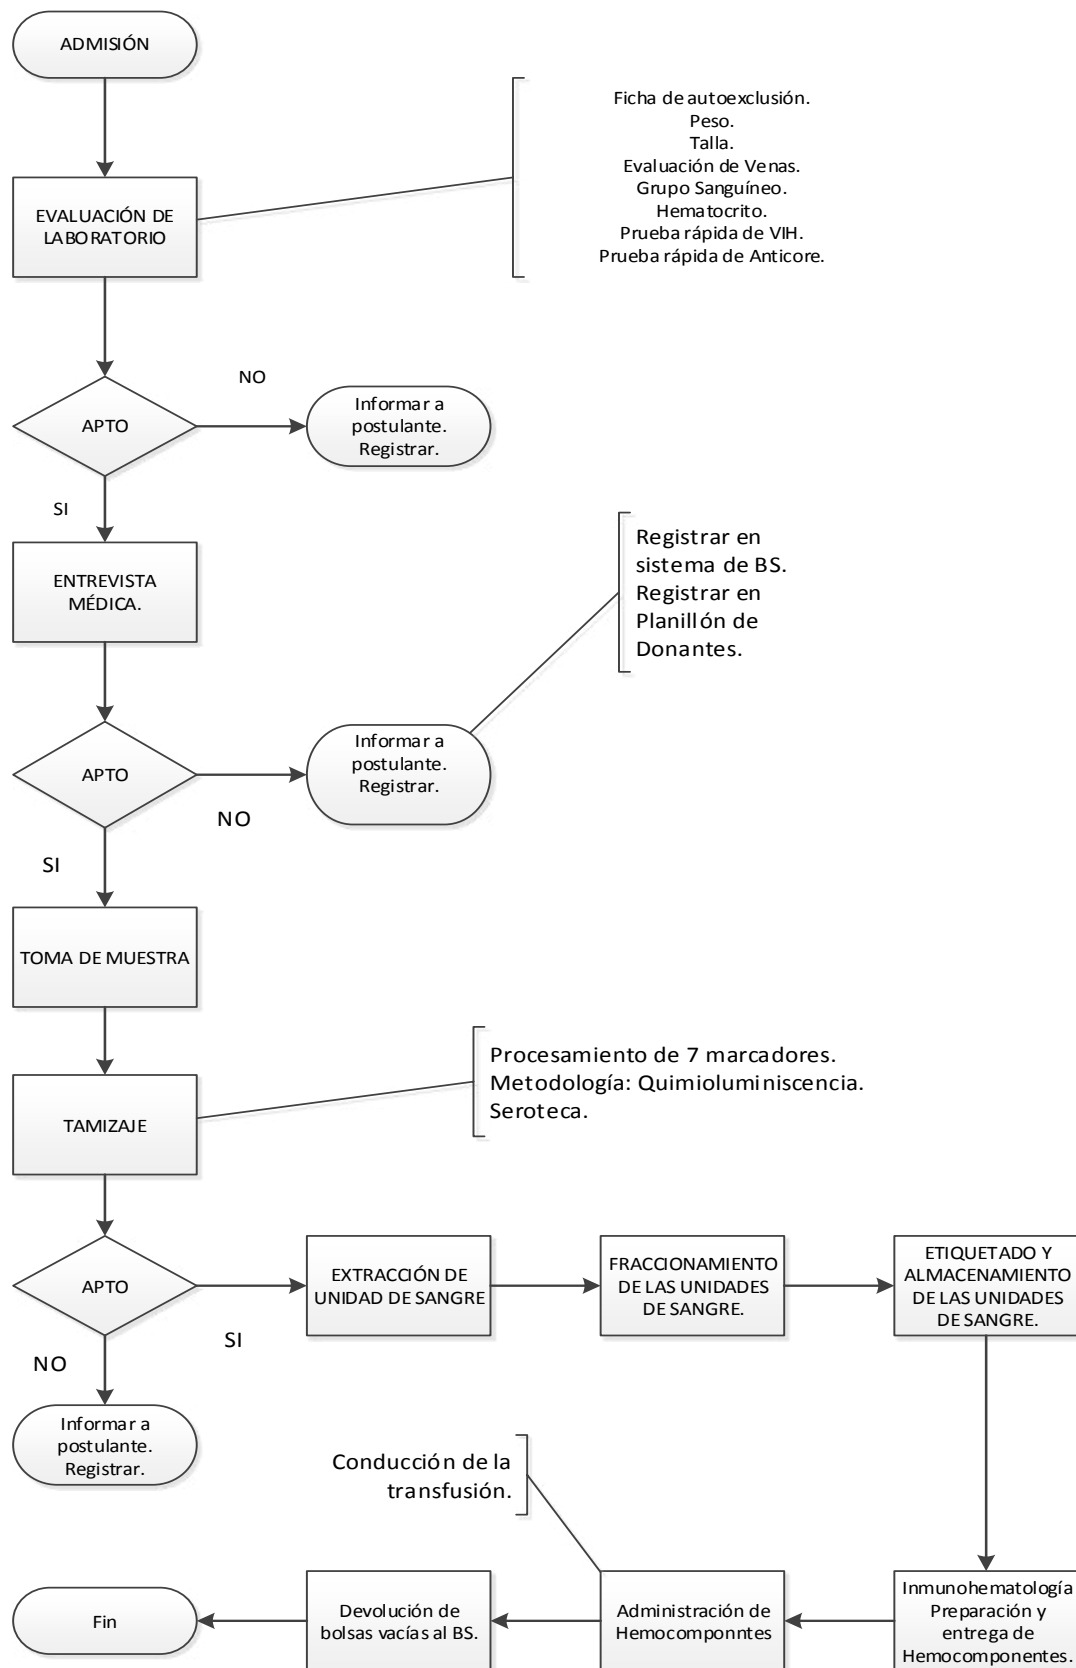 ADMISIÓN
Ficha de autoexclusión.
Peso.
Talla.
Evaluación de Venas.
Grupo Sanguíneo.
Hematocrito.
Prueba rápida de VIH.
Prueba rápida de Anticore.
EVALUACIÓN DE
LABORATORIO
APTO
NO
Informar a
postulante.
Registrar.
SI
ENTREVISTA
MÉDICA.
Registrar en
sistema de BS.
Registrar en
Planillón de
Donantes.
APTO
NO
Informar a
postulante.
Registrar.
SI
TOMA DE MUESTRA
TAMIZAJE
Procesamiento de 7 marcadores.
Metodología: Quimioluminiscencia.
Seroteca.
APTO
SI
EXTRACCIÓN DE
UNIDAD DE SANGRE
FRACCIONAMIENTO
DE LAS UNIDADES
DE SANGRE.
ETIQUETADO Y
ALMACENAMIENTO
DE LAS UNIDADES
DE SANGRE.
NO
Informar a
postulante.
Registrar.
Conducción de la
transfusión.
Inmunohematología
Preparación y
entrega de
Hemocomponentes.
Administración de
Hemocomponntes
Devolución de
bolsas vacías al BS.
Fin